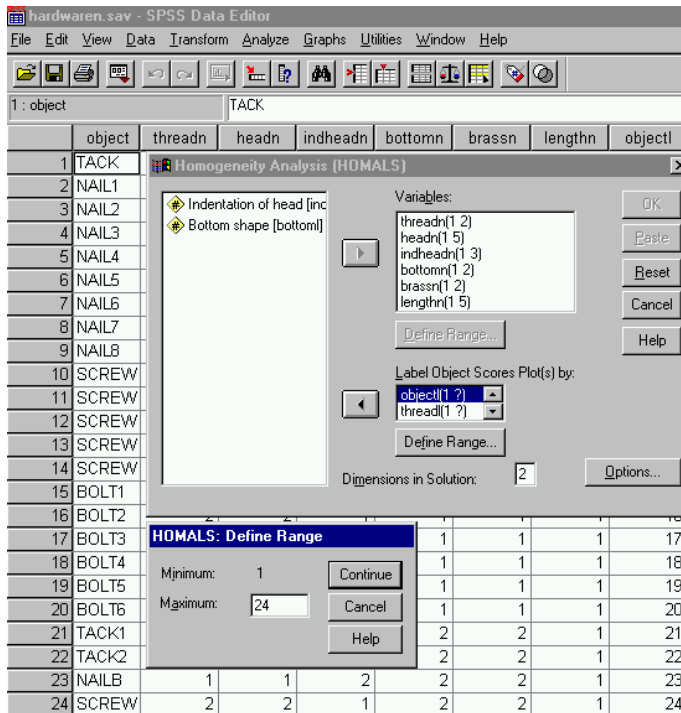 hardwaren.sav - SPSS Data Editor
File Edit View Data Transform Analyze Graphs Utilities Window Help
1 : object TACK
object threadn headn indheadn bottomn brassn lengthn objectl
1 TACK
2 NAIL1
3 NAIL2
4 NAIL3
5 NAIL4
6 NAIL5
7 NAIL6
8 NAIL7
9 NAIL8
10 SCREW
11 SCREW
12 SCREW
13 SCREW
14 SCREW
15 BOLT1
16 BOLT2
17 BOLT3 1 1 1 17
18 BOLT4 1 1 1 18
19 BOLT5 1 1 1 19
20 BOLT6 1 1 1 20
21 TACK1 2 2 1 21
22 TACK2 2 2 1 22
23 NAILB 1 1 2 2 2 1 23
24 SCREW 2 2 1 2 2 1 24
Homogeneity Analysis (HOMALS)
Indentation of head [inc
Bottom shape [bottoml]
Variables:
threadn(1 2)
headn(1 5)
indheadn(1 3)
bottomn(1 2)
brassn(1 2)
lengthn(1 5)
Define Range...
Label Object Scores Plot(s) by:
objectl(1 ?)
threadl(1 ?)
Define Range...
Dimensions in Solution: 2
OK
Paste
Reset
Cancel
Help
Options...
HOMALS: Define Range
Minimum: 1
Maximum: 24
Continue
Cancel
Help